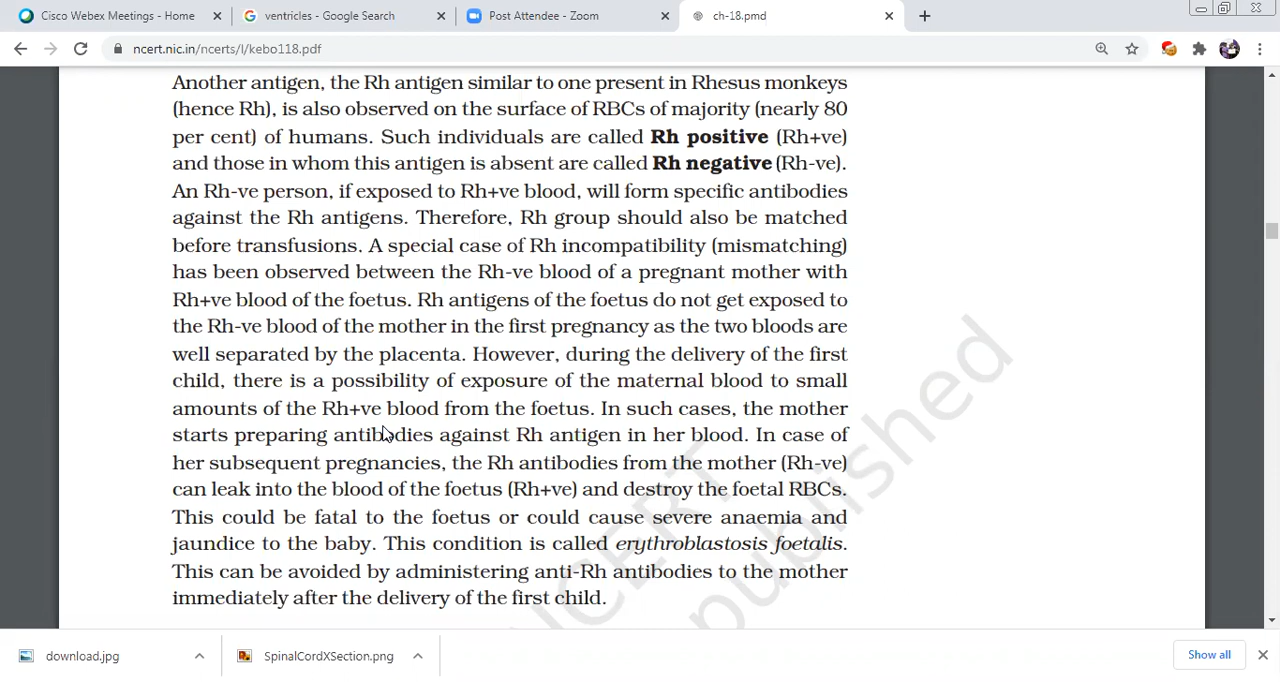 Cisco Webex Meetings - Home
ventricles - Google Search
Post Attendee - Zoom
ch-18.pmd
ncert.nic.in/ncerts/l/kebo118.pdf
Another antigen, the Rh antigen similar to one present in Rhesus monkeys
(hence Rh), is also observed on the surface of RBCs of majority (nearly 80
per cent) of humans. Such individuals are called Rh positive (Rh+ve)
and those in whom this antigen is absent are called Rh negative (Rh-ve).
An Rh-ve person, if exposed to Rh+ve blood, will form specific antibodies
against the Rh antigens. Therefore, Rh group should also be matched
before transfusions. A special case of Rh incompatibility (mismatching)
has been observed between the Rh-ve blood of a pregnant mother with
Rh+ve blood of the foetus. Rh antigens of the foetus do not get exposed to
the Rh-ve blood of the mother in the first pregnancy as the two bloods are
well separated by the placenta. However, during the delivery of the first
child, there is a possibility of exposure of the maternal blood to small
amounts of the Rh+ve blood from the foetus. In such cases, the mother
starts preparing antibodies against Rh antigen in her blood. In case of
her subsequent pregnancies, the Rh antibodies from the mother (Rh-ve)
can leak into the blood of the foetus (Rh+ve) and destroy the foetal RBCs.
This could be fatal to the foetus or could cause severe anaemia and
jaundice to the baby. This condition is called erythroblastosis foetalis.
This can be avoided by administering anti-Rh antibodies to the mother
immediately after the delivery of the first child.
NCERT
published
download.jpg
SpinalCordXSection.png
Show all